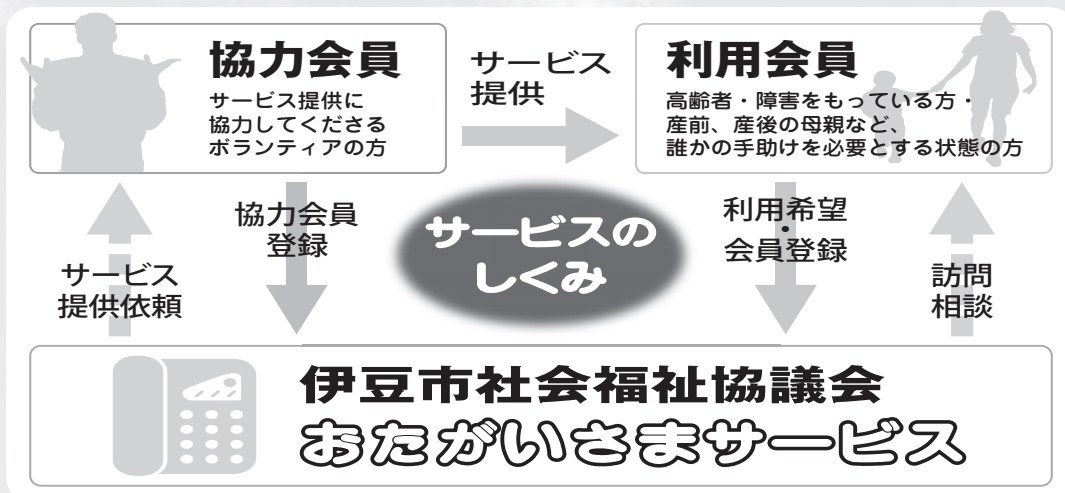 協力会員
サービス提供に
協力してくださる
ボランティアの方
サービス
提供
利用会員
高齢者・障害をもっている方・
産前、産後の母親など、
誰かの手助けを必要とする状態の方
サービス
提供依頼
協力会員
登録
サービスの
しくみ
利用希望
・
会員登録
訪問
相談
伊豆市社会福祉協議会
おたがいさまサービス